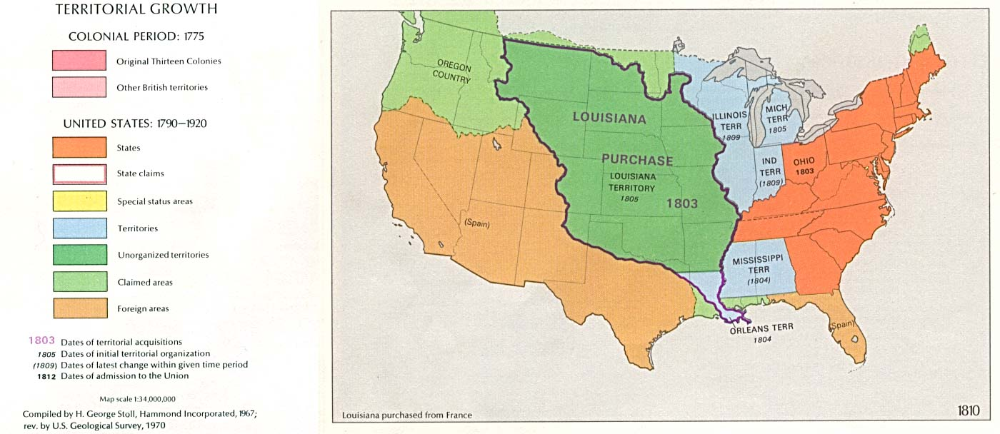 TERRITORIAL GROWTH
COLONIAL PERIOD: 1775
Original Thirteen Colonies
Other British territories
UNITED STATES: 1790–1920
States
State claims
Special status areas
Territories
Unorganized territories
Claimed areas
Foreign areas
1803 Dates of territorial acquisitions
1805 Dates of initial territorial organization
(1809) Dates of latest change within given time period
1812 Dates of admission to the Union
Map scale 1:34,000,000
Compiled by H. George Stoll, Hammond Incorporated, 1967;
rev. by U.S. Geological Survey, 1970
OREGON
COUNTRY
LOUISIANA
PURCHASE
LOUISIANA
TERRITORY
1805
1803
(Spain)
ILLINOIS
TERR
1809
MICH
TERR
1805
IND
TERR
(1809)
OHIO
1803
MISSISSIPPI
TERR
(1804)
ORLEANS TERR
1804
Spain)
Louisiana purchased from France
1810